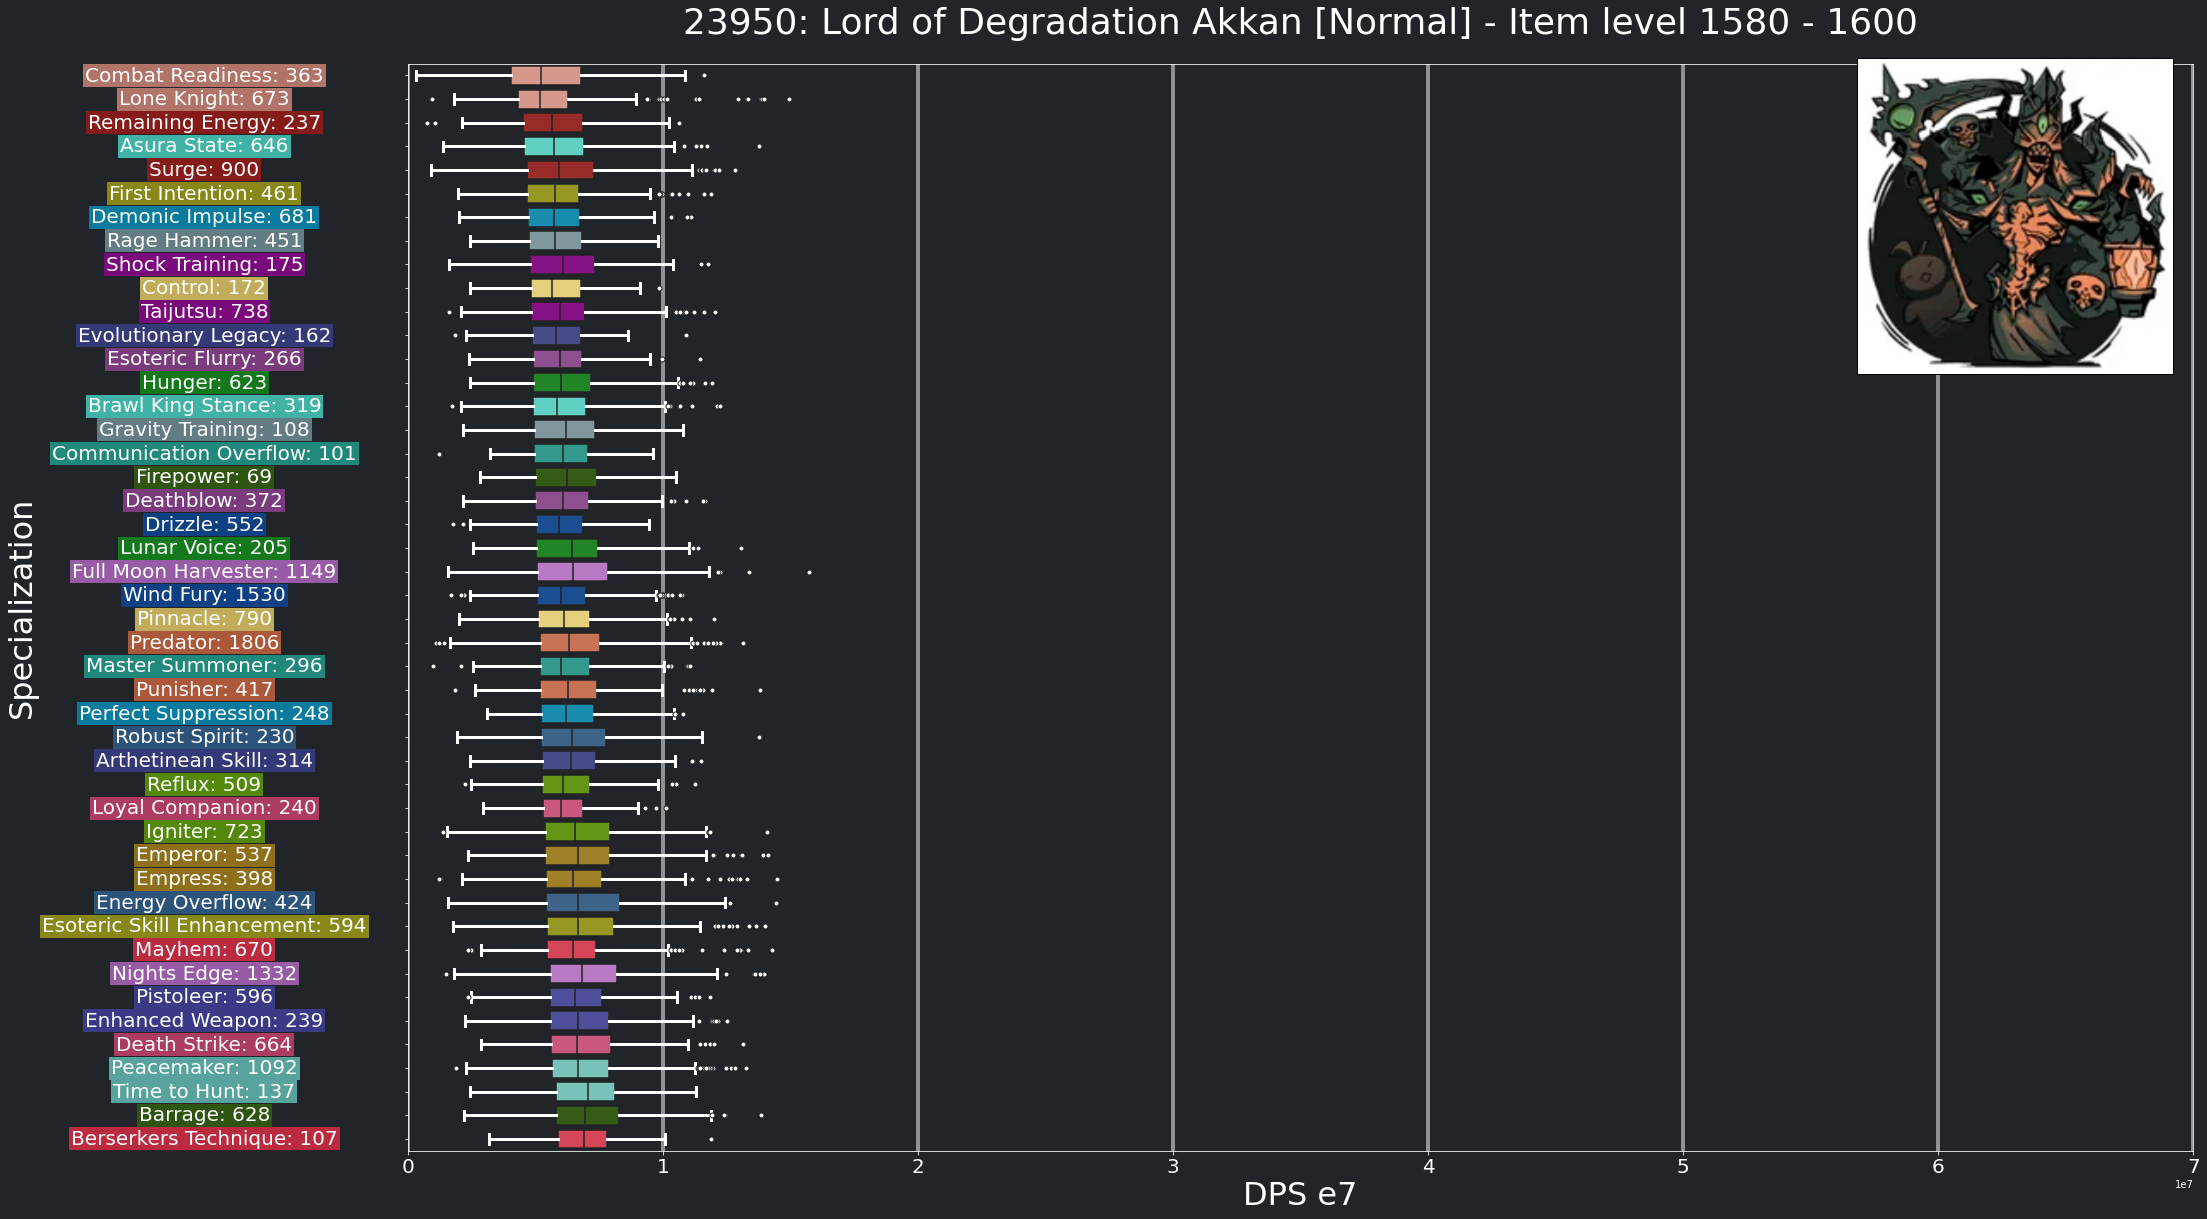 23950: Lord of Degradation Akkan [Normal] - Item level 1580 - 1600
Combat Readiness: 363
Lone Knight: 673
Remaining Energy: 237
Asura State: 646
Surge: 900
First Intention: 461
Demonic Impulse: 681
Rage Hammer: 451
Shock Training: 175
Control: 172
Taijutsu: 738
Evolutionary Legacy: 162
Esoteric Flurry: 266
Hunger: 623
Brawl King Stance: 319
Gravity Training: 108
Communication Overflow: 101
Firepower: 69
Deathblow: 372
Drizzle: 552
Lunar Voice: 205
Full Moon Harvester: 1149
Wind Fury: 1530
Pinnacle: 790
Predator: 1806
Master Summoner: 296
Punisher: 417
Perfect Suppression: 248
Robust Spirit: 230
Arthetinean Skill: 314
Reflux: 509
Loyal Companion: 240
Igniter: 723
Emperor: 537
Empress: 398
Energy Overflow: 424
Esoteric Skill Enhancement: 594
Mayhem: 670
Nights Edge: 1332
Pistoleer: 596
Enhanced Weapon: 239
Death Strike: 664
Peacemaker: 1092
Time to Hunt: 137
Barrage: 628
Berserkers Technique: 107
Specialization
0 1 2 3 4 5 6 7
1e7
DPS e7